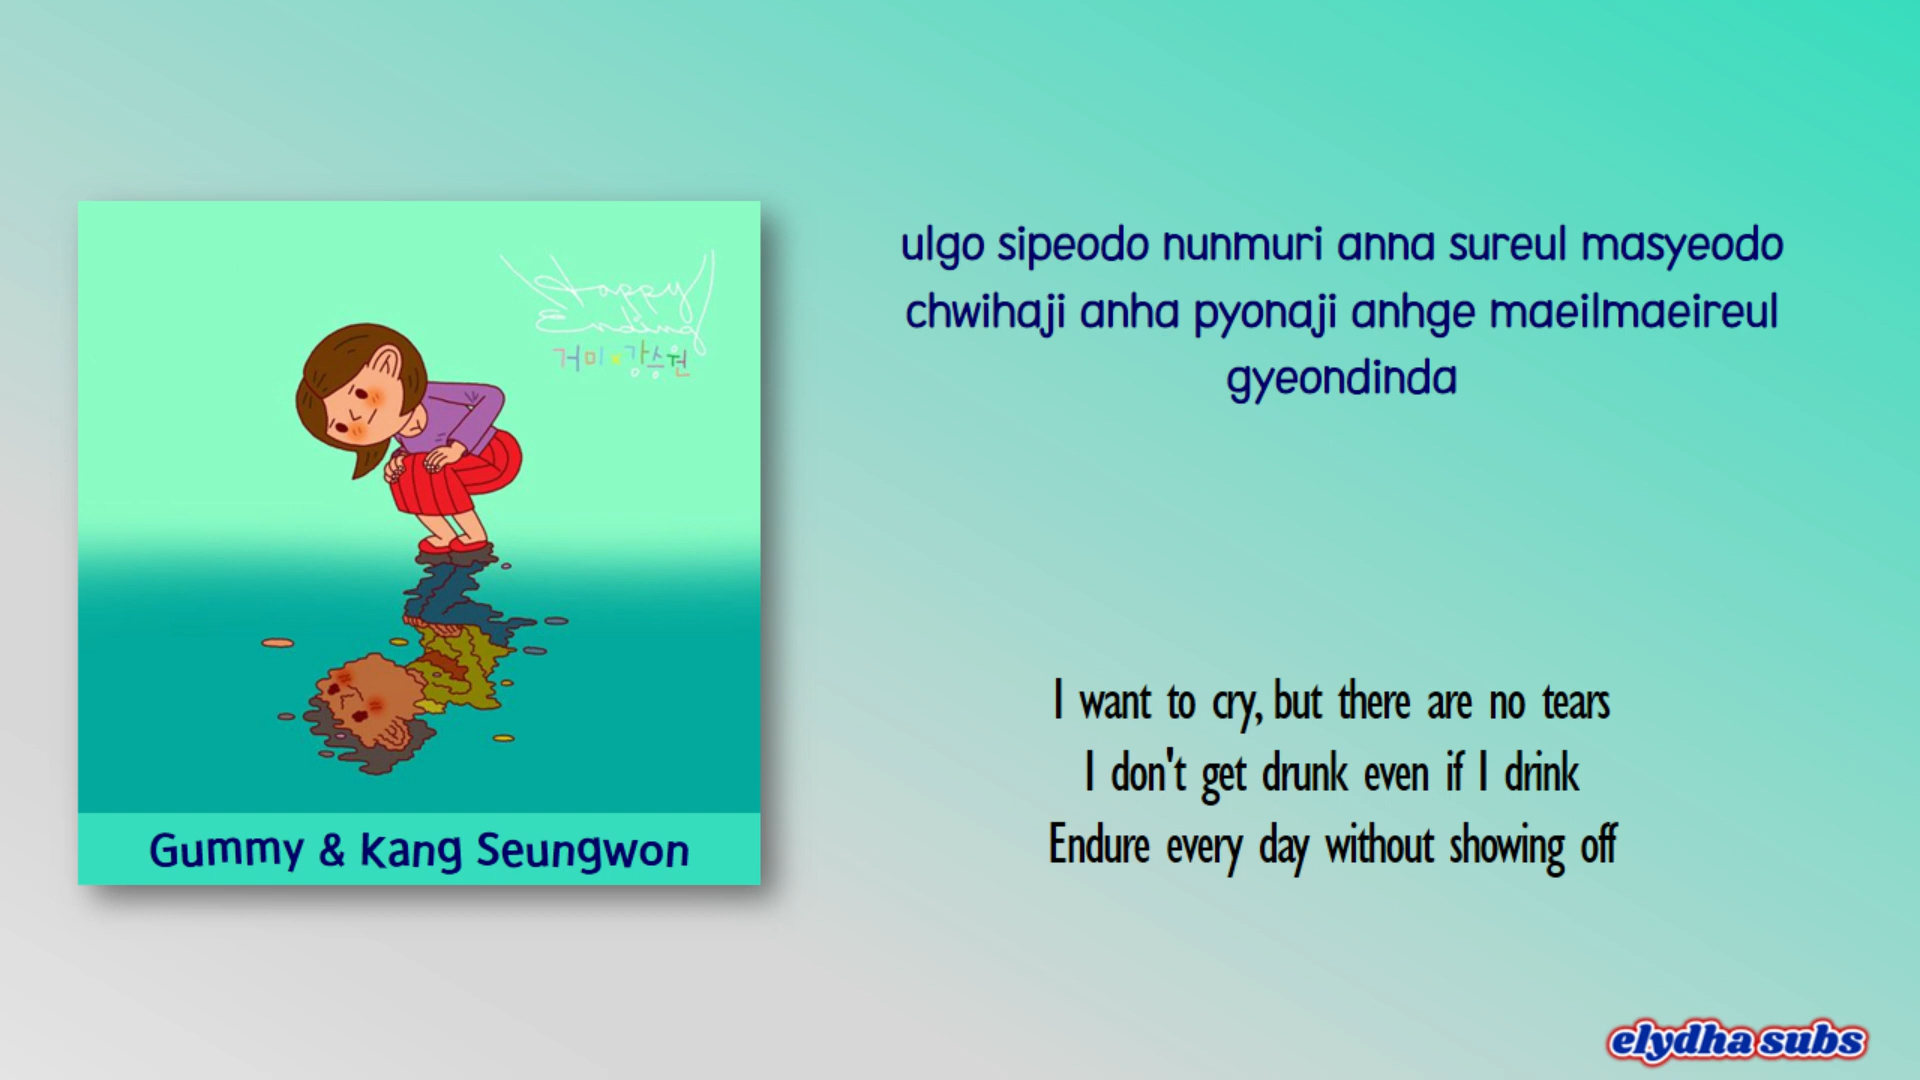 Happy
Ending
거미 × 강승원
Gummy & Kang Seungwon
ulgo sipeodo nunmuri anna sureul masyeodo
chwihaji anha pyonaji anhge maeilmaeireul
gyeondinda
I want to cry, but there are no tears
I don't get drunk even if I drink
Endure every day without showing off
elydha subs